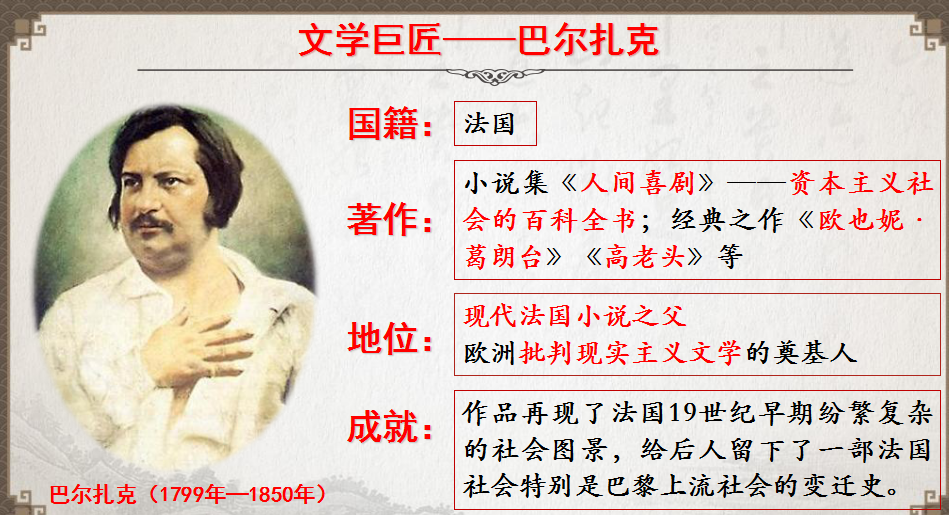 文学巨匠——巴尔扎克
国籍：
法国
著作：
小说集《人间喜剧》——资本主义社
会的百科全书；经典之作《欧也妮·
葛朗台》《高老头》等
地位：
现代法国小说之父
欧洲批判现实主义文学的奠基人
成就：
作品再现了法国19世纪早期纷繁复杂
的社会图景，给后人留下了一部法国
社会特别是巴黎上流社会的变迁史。
巴尔扎克（1799年—1850年）